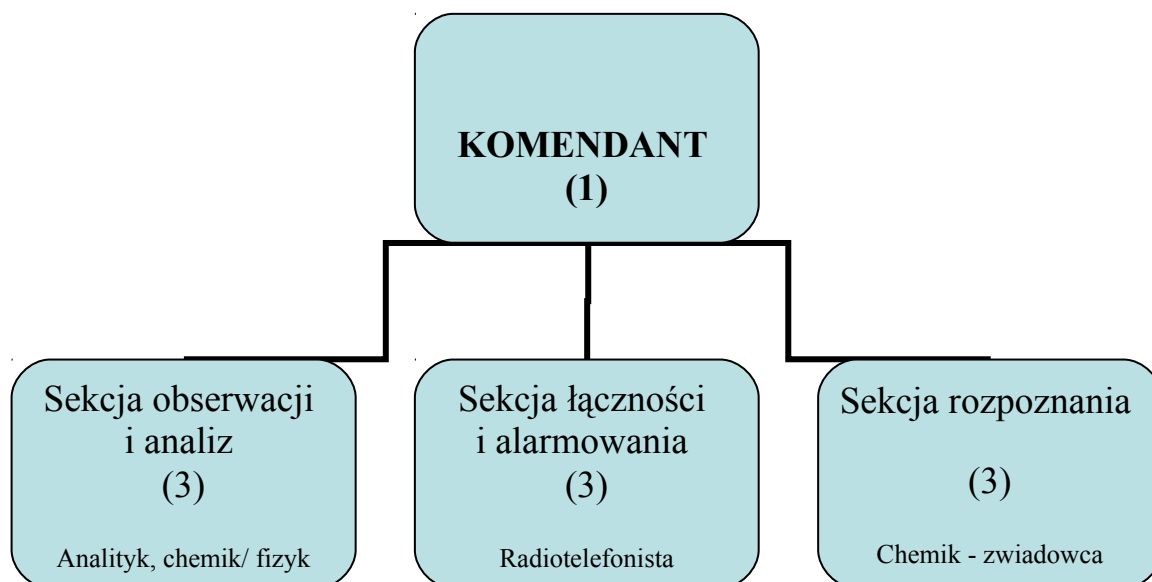 KOMENDANT
(1)
Sekcja obserwacji
i analiz
(3)
Analityk, chemik/ fizyk
Sekcja łączności
i alarmowania
(3)
Radiotelefonista
Sekcja rozpoznania
(3)
Chemik - zwiadowca